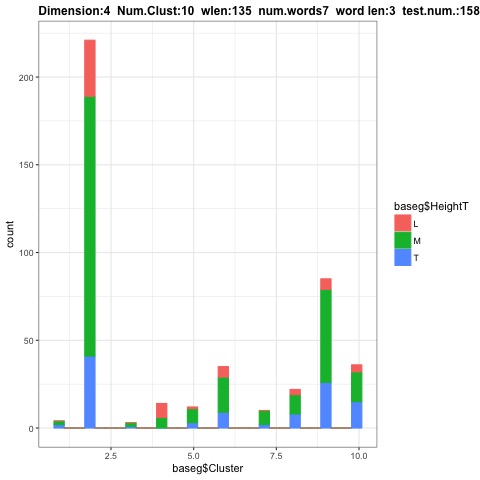 Dimension:4  Num.Clust:10  wlen:135  num.words7  word len:3  test.num.:158
200
150
100
50
0
count
2.5
5.0
7.5
10.0
baseg$Cluster
baseg$HeightT
L
M
T